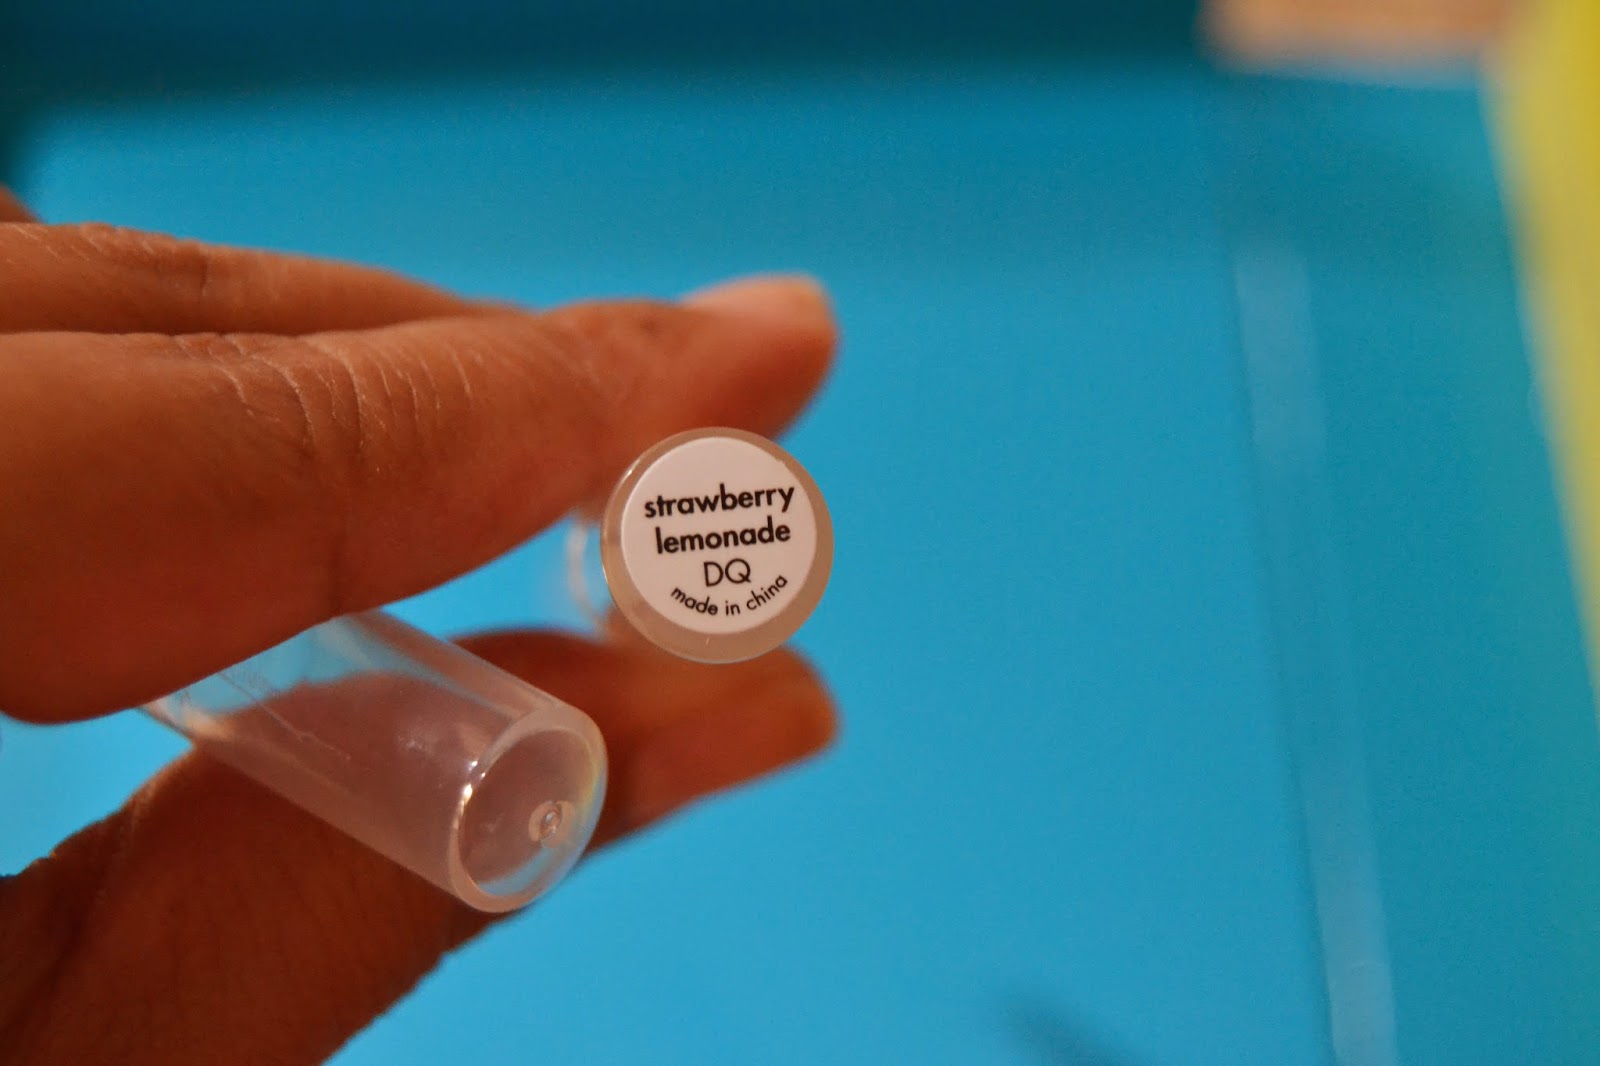 strawberry
lemonade
DQ
made in china